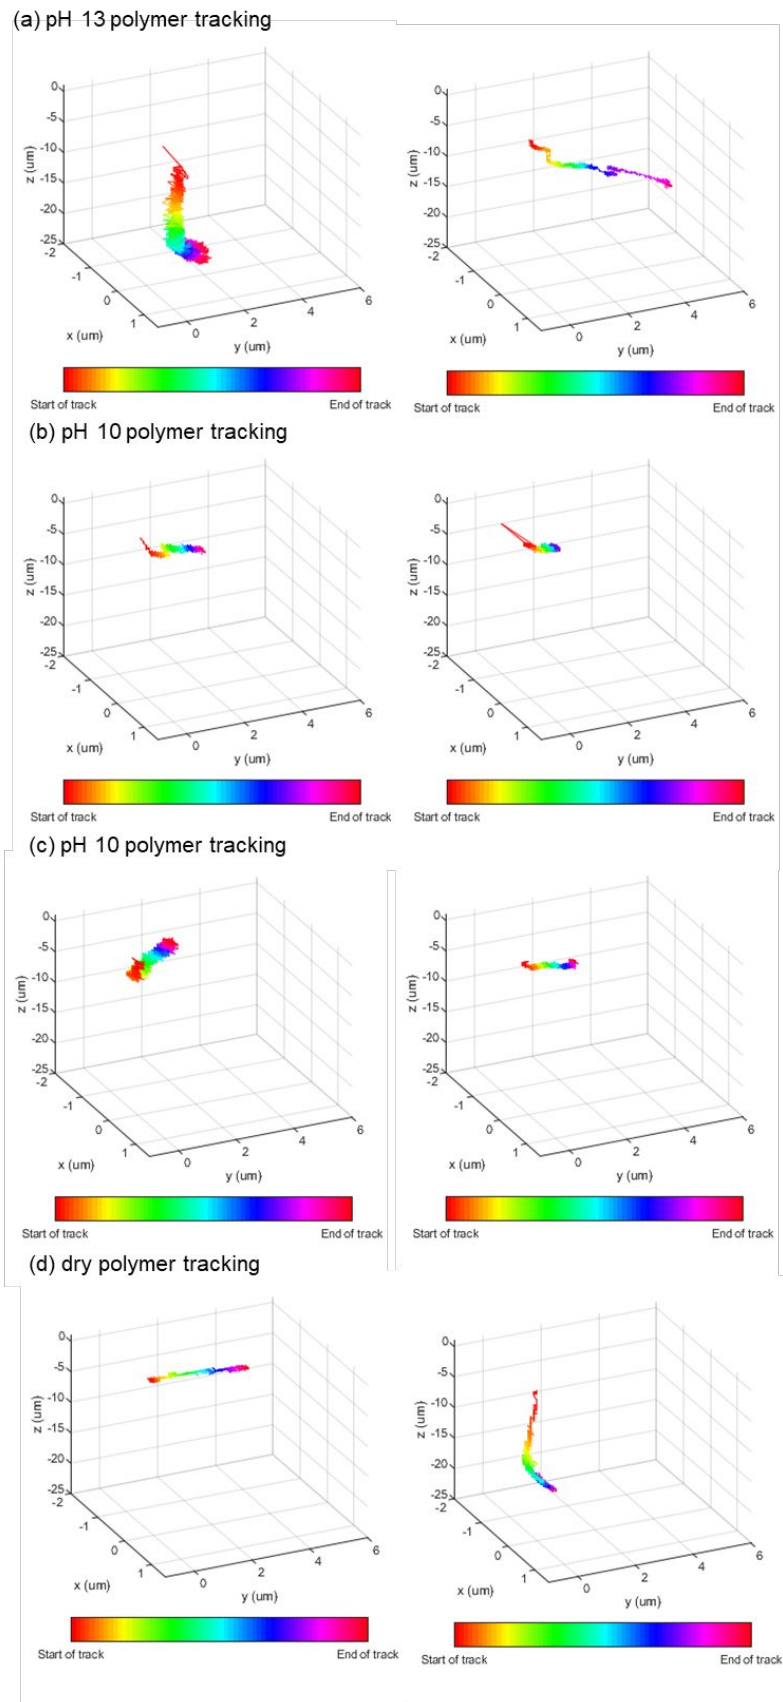 (a) pH 13 polymer tracking
0
-5
-10
-15
-20
-25
z (um)
-2
-1
0
1
x (um)
0
2
4
6
y (um)
Start of track
End of track
0
-5
-10
-15
-20
-25
z (um)
-2
-1
0
1
x (um)
0
2
4
6
y (um)
Start of track
End of track
(b) pH 10 polymer tracking
0
-5
-10
-15
-20
-25
z (um)
-2
-1
0
1
x (um)
0
2
4
6
y (um)
Start of track
End of track
0
-5
-10
-15
-20
-25
z (um)
-2
-1
0
1
x (um)
0
2
4
6
y (um)
Start of track
End of track
(c) pH 10 polymer tracking
0
-5
-10
-15
-20
-25
z (um)
-2
-1
0
1
x (um)
0
2
4
6
y (um)
Start of track
End of track
0
-5
-10
-15
-20
-25
z (um)
-2
-1
0
1
x (um)
0
2
4
6
y (um)
Start of track
End of track
(d) dry polymer tracking
0
-5
-10
-15
-20
-25
z (um)
-2
-1
0
1
x (um)
0
2
4
6
y (um)
Start of track
End of track
0
-5
-10
-15
-20
-25
z (um)
-2
-1
0
1
x (um)
0
2
4
6
y (um)
Start of track
End of track